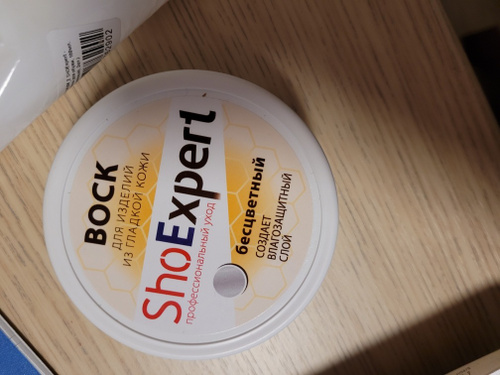 ВОСК
ДЛЯ ИЗДЕЛИЙ
ИЗ ГЛАДКОЙ КОЖИ
ShoExpert
профессиональный уход
бесцветный
СОЗДАЕТ
ВЛАГОЗАЩИТНЫЙ
СЛОЙ